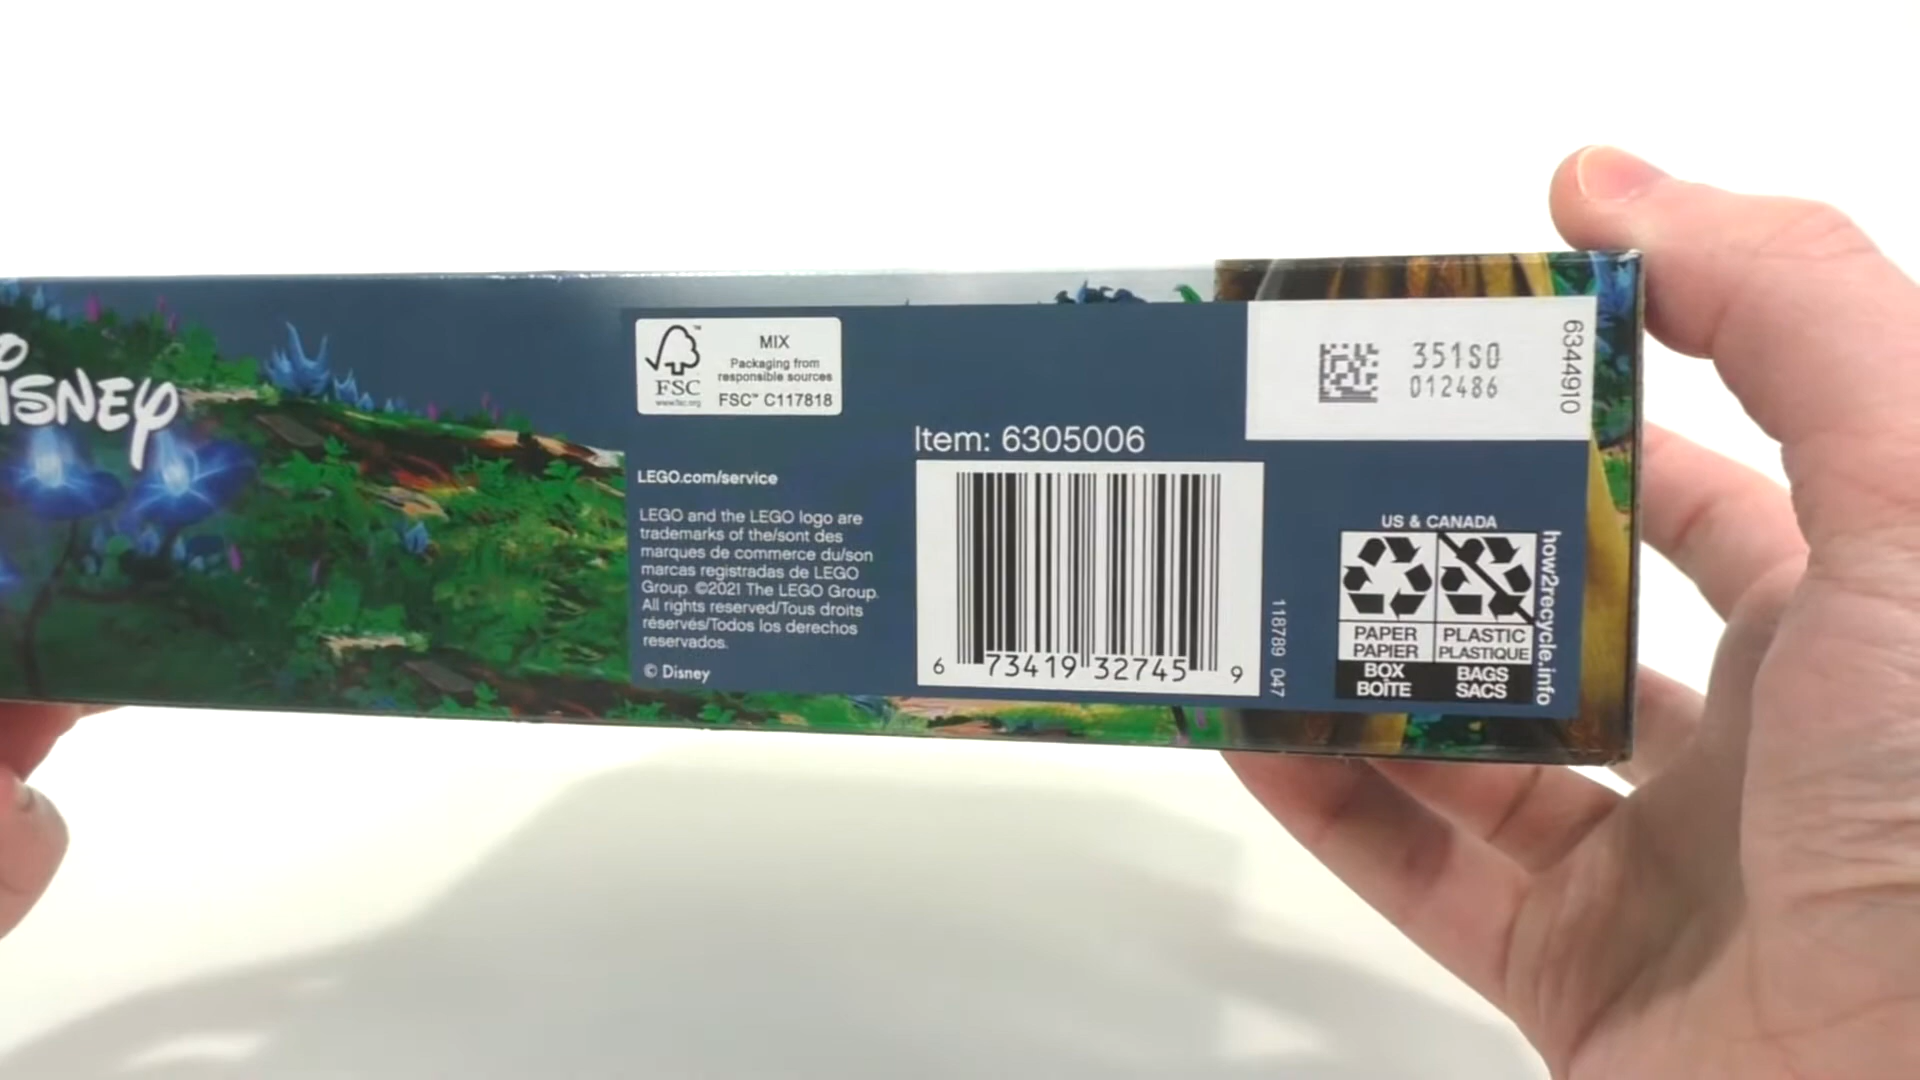 DISNEY
FSC
www.fsc.org
MIX
Packaging from
responsible sources
FSC™ C117818
LEGO.com/service
LEGO and the LEGO logo are
trademarks of the/sont des
marques de commerce du/son
marcas registradas de LEGO
Group. ©2021 The LEGO Group.
All rights reserved/Tous droits
réservés/Todos los derechos
reservados.
© Disney
Item: 6305006
6 73419 32745 9
118789 047
351S0
012486
6344910
US & CANADA
PAPER
PAPIER
BOX
BOÎTE
PLASTIC
PLASTIQUE
BAGS
SACS
how2recycle.info